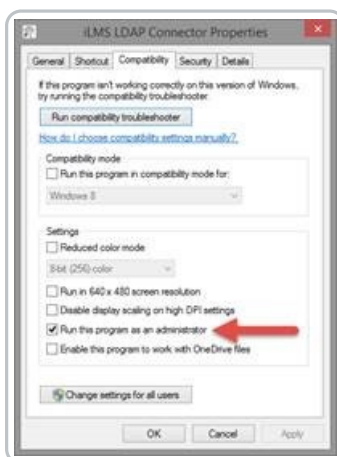 iLMS LDAP Connector Properties
General Shortcut Compatibility Security Details
If this program isn't working correctly on this version of Windows,
try running the compatibility troubleshooter.
Run compatibility troubleshooter
How do I choose compatibility settings manually?
Compatibility mode
Run this program in compatibility mode for:
Windows 8
Settings
Reduced color mode
8-bit (256) color
Run in 640 x 480 screen resolution
Disable display scaling on high DPI settings
Run this program as an administrator
Enable this program to work with OneDrive files
Change settings for all users
OK Cancel Apply